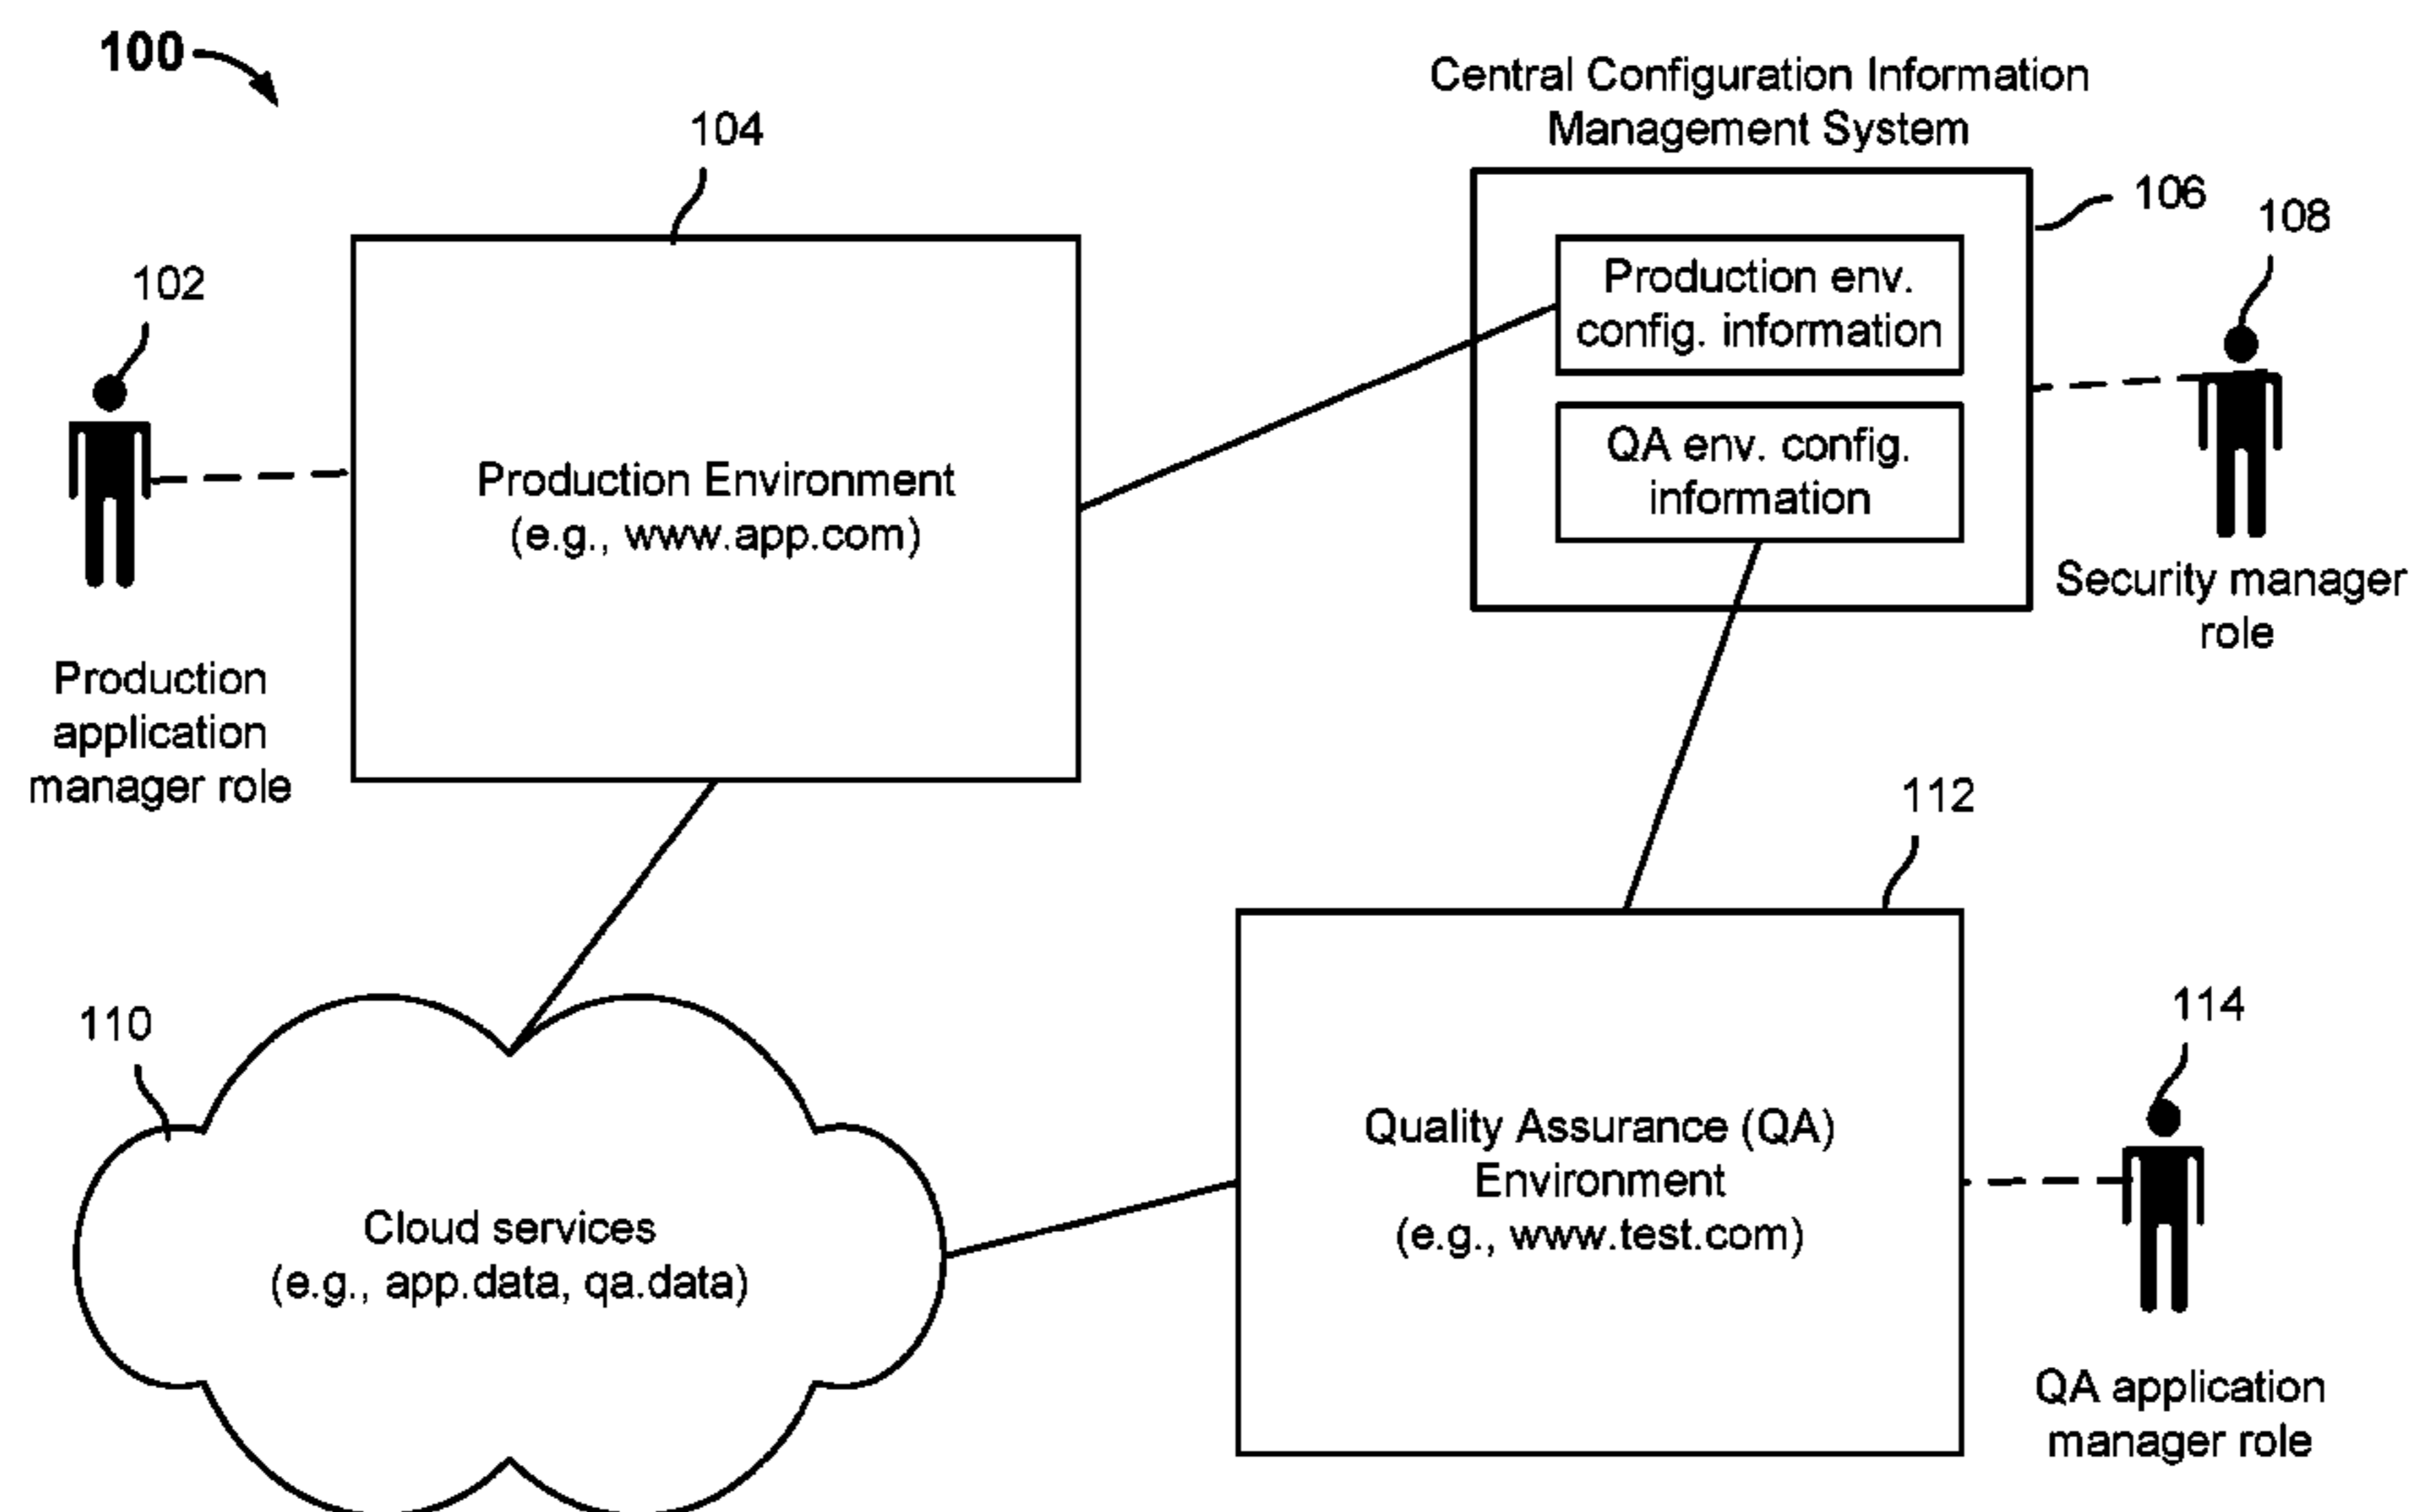 100
104
Central Configuration Information
Management System
106
108
102
Production env.
config. information
QA env. config.
information
Production Environment
(e.g., www.app.com)
Security manager
role
Production
application
manager role
112
110
114
Quality Assurance (QA)
Environment
(e.g., www.test.com)
Cloud services
(e.g., app.data, qa.data)
QA application
manager role